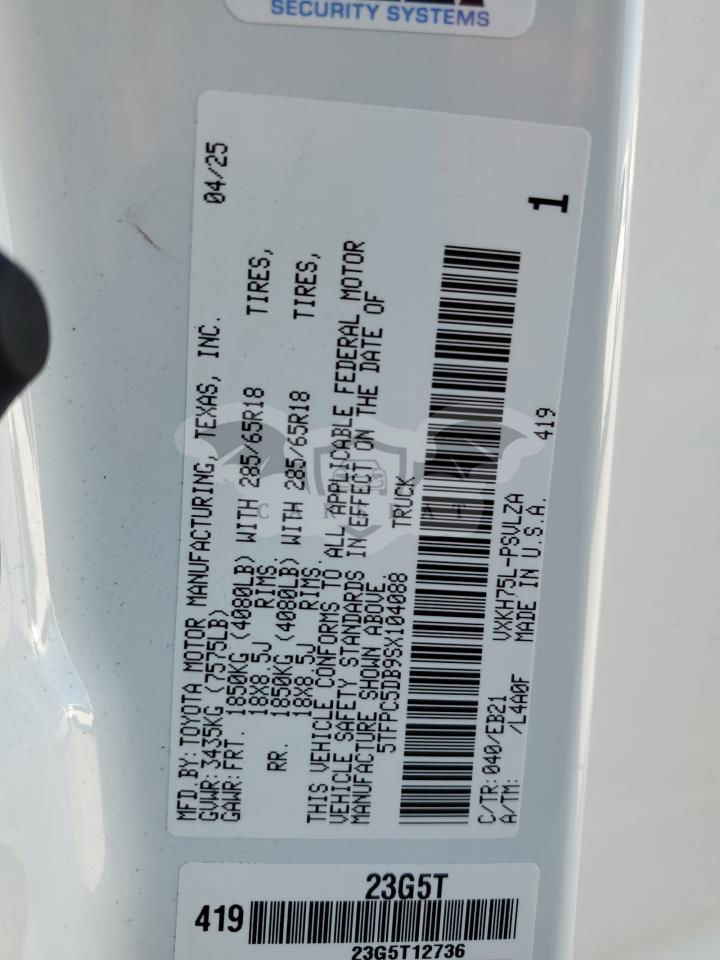 SECURITY SYSTEMS
04/25
MFD BY:TOYOTA MOTOR MANUFACTURING, TEXAS, INC.
GVWR:3435KG (7575LB)
GAWR:FRT. 1850KG (4080LB) WITH 285/65R18 TIRES,
18X8.5J RIMS.
RR. 1850KG (4080LB) WITH 285/65R18 TIRES,
18X8.5J RIMS.
THIS VEHICLE CONFORMS TO ALL APPLICABLE FEDERAL MOTOR
VEHICLE SAFETY STANDARDS IN EFFECT ON THE DATE OF
MANUFACTURE SHOWN ABOVE.
5TFPC5DB9SX104088 TRUCK
C/TR:040/EB21 VXKH75L-PSVLZA 419
A/TM: /L4A0F MADE IN U.S.A.
1
23G5T
419
23G5T12736